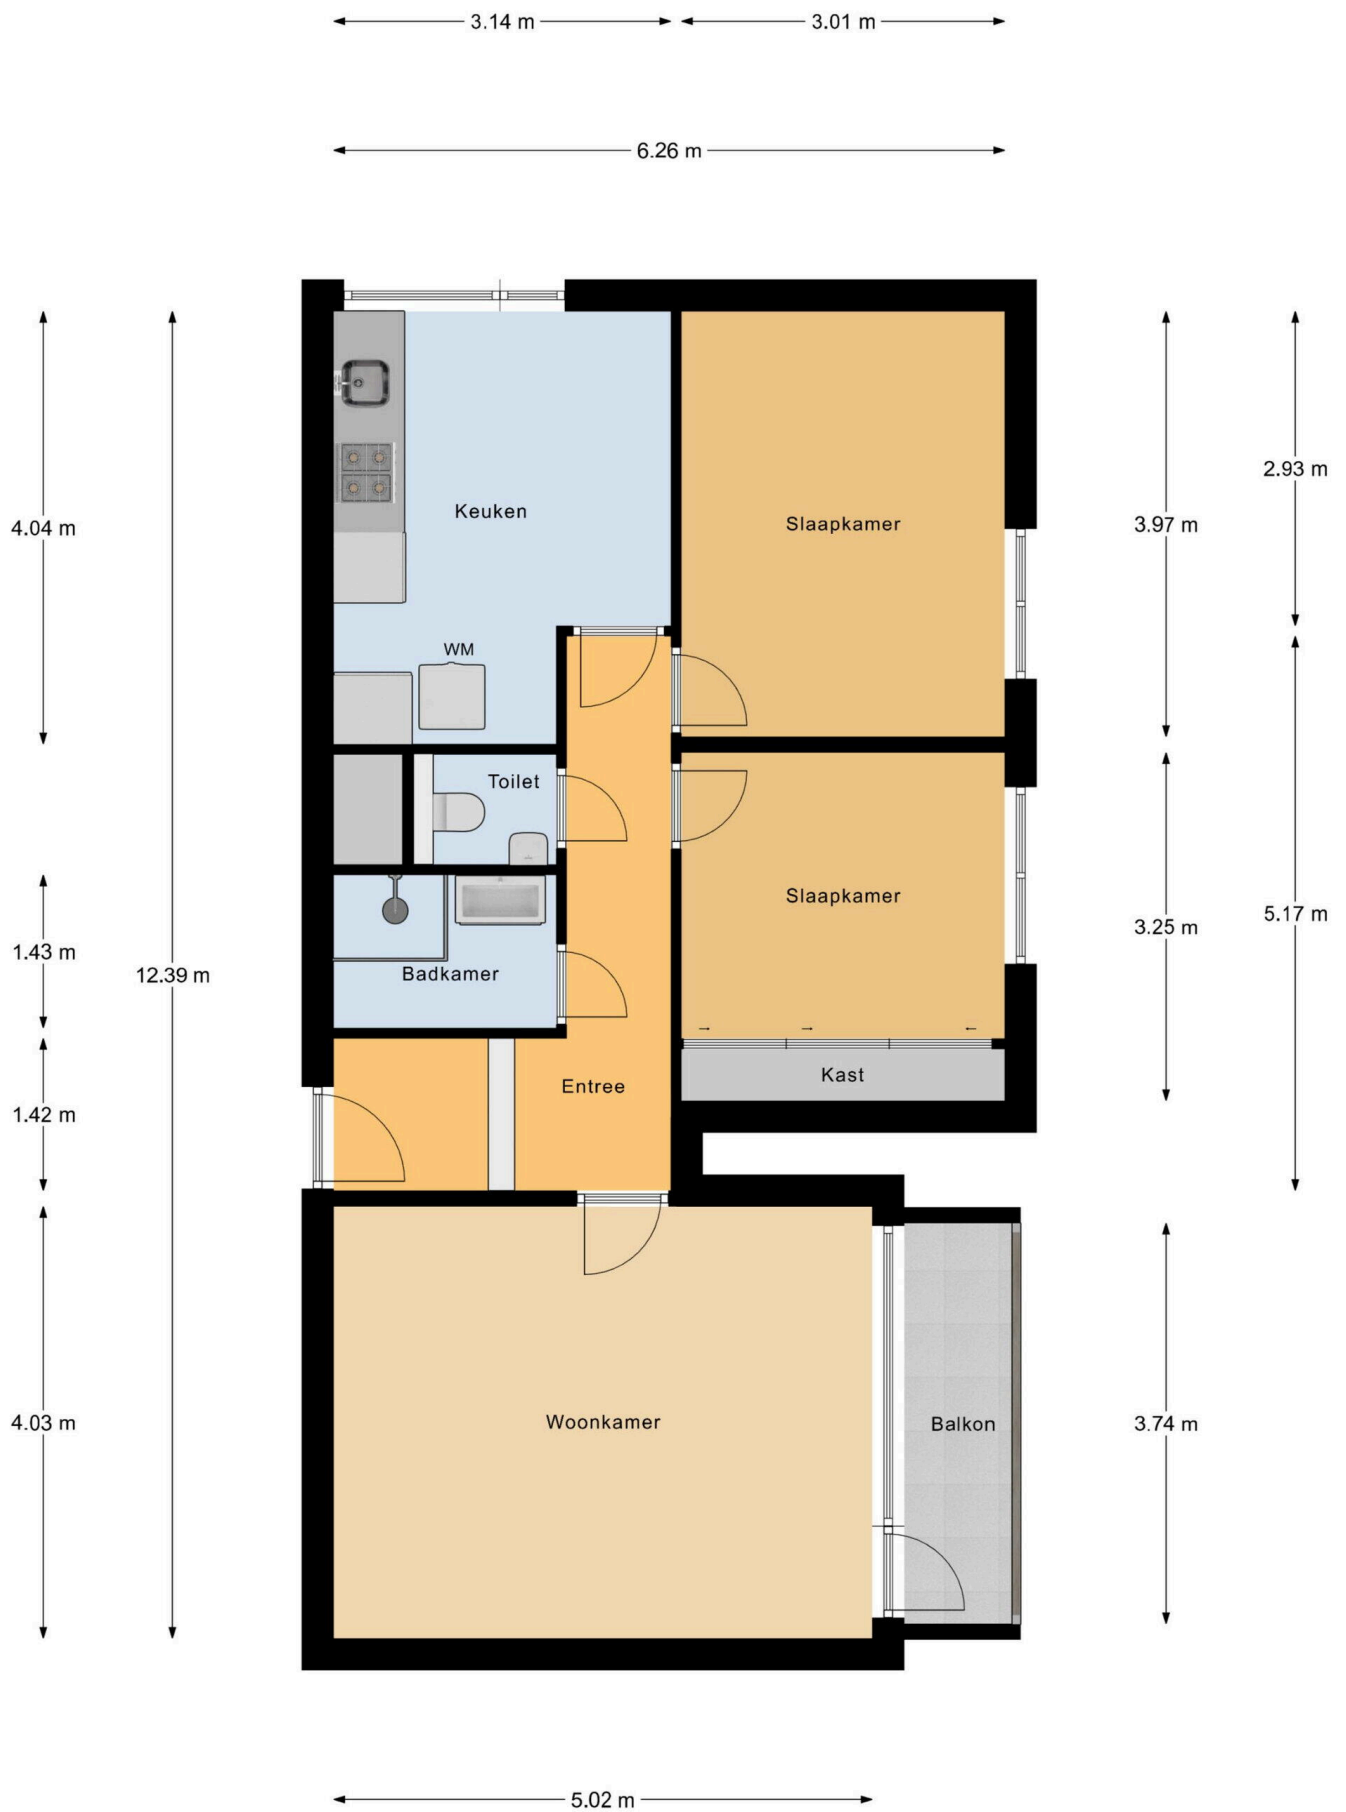 3.14 m
3.01 m
6.26 m
2.93 m
Keuken
Slaapkamer
3.97 m
4.04 m
WM
Toilet
Slaapkamer
5.17 m
3.25 m
1.43 m
Badkamer
12.39 m
Kast
Entree
1.42 m
4.03 m
Woonkamer
Balkon
3.74 m
5.02 m